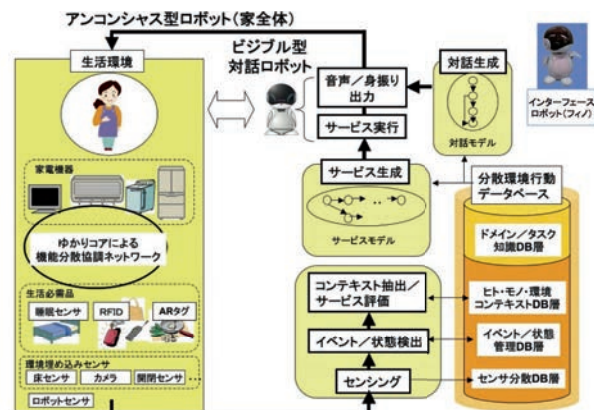 アンコンシャス型ロボット(家全体)
生活環境
ビジブル型
対話ロボット
音声/身振り
出力
サービス実行
対話生成
対話モデル
インターフェース
ロボット(フィノ)
家電機器
サービス生成
サービスモデル
分散環境行動
データベース
ゆかりコアによる
機能分散協調ネットワーク
ドメイン/タスク
知識DB層
生活必需品
睡眠センサ
RFID
ARタグ
コンテキスト抽出/
サービス評価
ヒト・モノ・環境
コンテキストDB層
イベント/状態検出
イベント/状態
管理DB層
環境埋め込みセンサ
床センサ
カメラ
開閉センサ
…
センシング
センサ分散DB層
ロボットセンサ